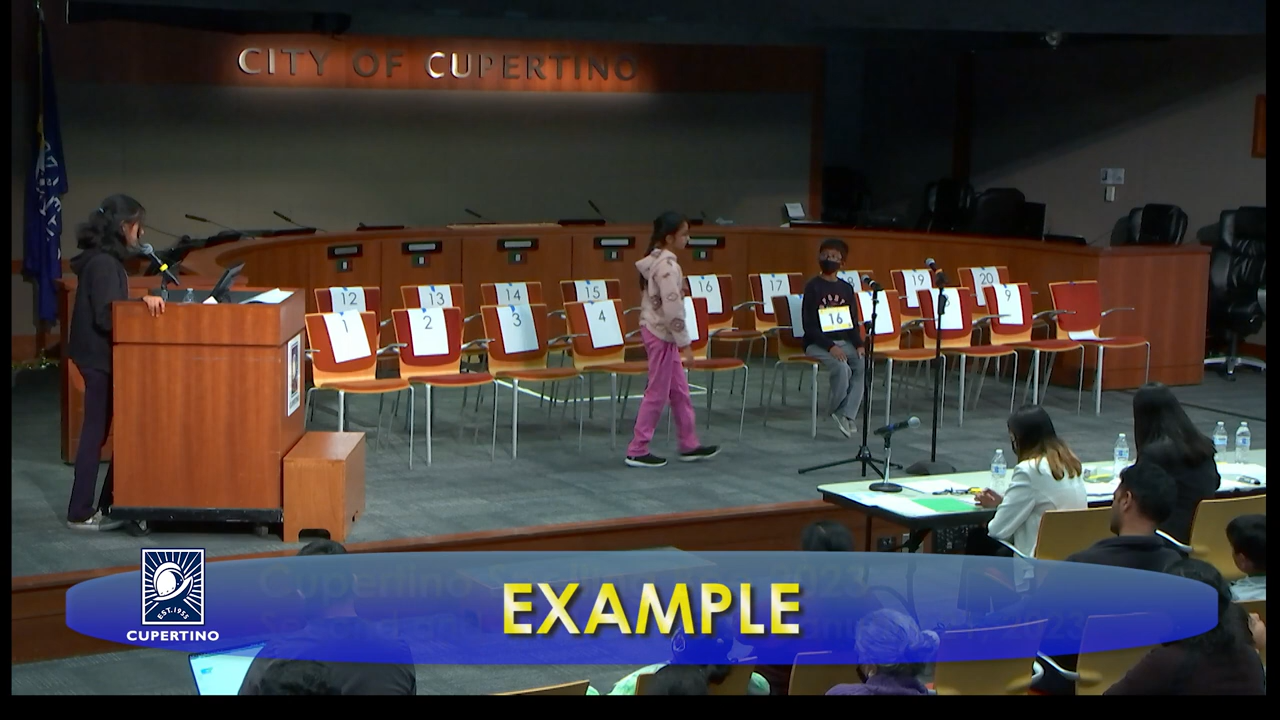 CITY OF CUPERTINO
12 13 14 15 16 17 19 20
1 2 3 4 9
16
EST. 1955
CUPERTINO
EXAMPLE